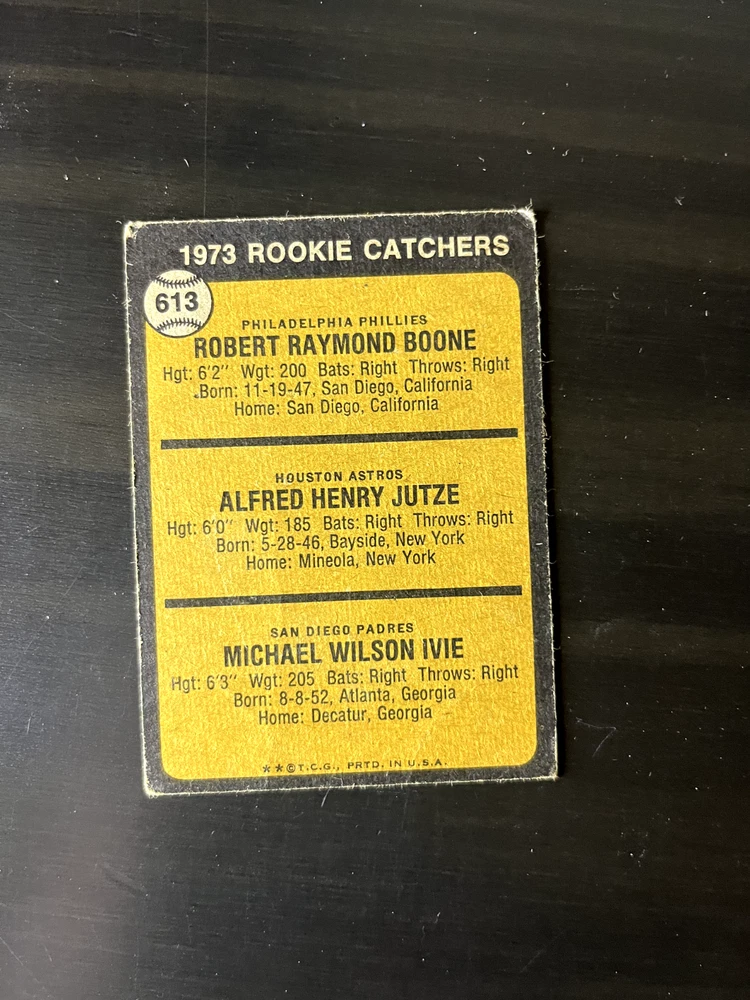 1973 ROOKIE CATCHERS
613
PHILADELPHIA PHILLIES
ROBERT RAYMOND BOONE
Hgt: 6'2" Wgt: 200 Bats: Right Throws: Right
Born: 11-19-47, San Diego, California
Home: San Diego, California
HOUSTON ASTROS
ALFRED HENRY JUTZE
Hgt: 6'0" Wgt: 185 Bats: Right Throws: Right
Born: 5-28-46, Bayside, New York
Home: Mineola, New York
SAN DIEGO PADRES
MICHAEL WILSON IVIE
Hgt: 6'3" Wgt: 205 Bats: Right Throws: Right
Born: 8-8-52, Atlanta, Georgia
Home: Decatur, Georgia
**©T.C.G., PRTD. IN U.S.A.